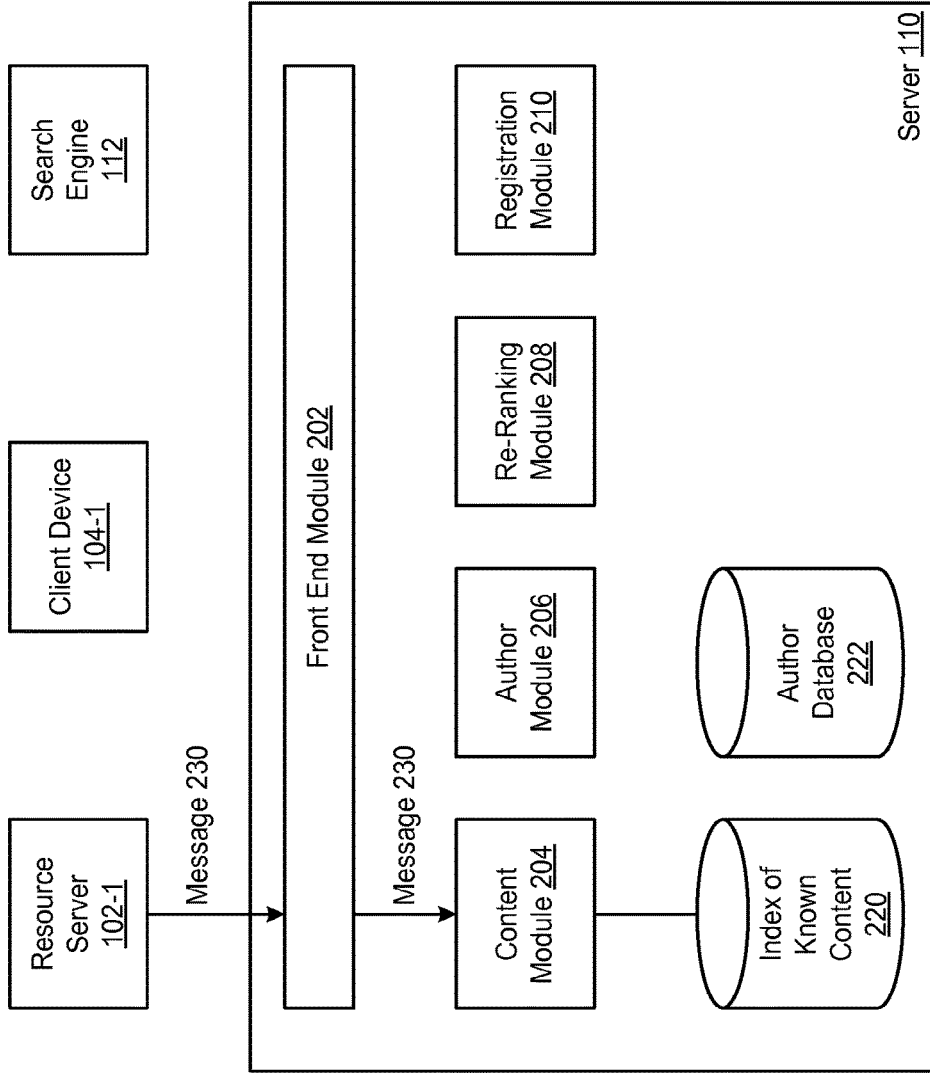 Resource
Server
102-1
Client Device
104-1
Search
Engine
112
Message 230
Front End Module 202
Message 230
Content
Module 204
Author
Module 206
Re-Ranking
Module 208
Registration
Module 210
Index of
Known
Content
220
Author
Database
222
Server 110